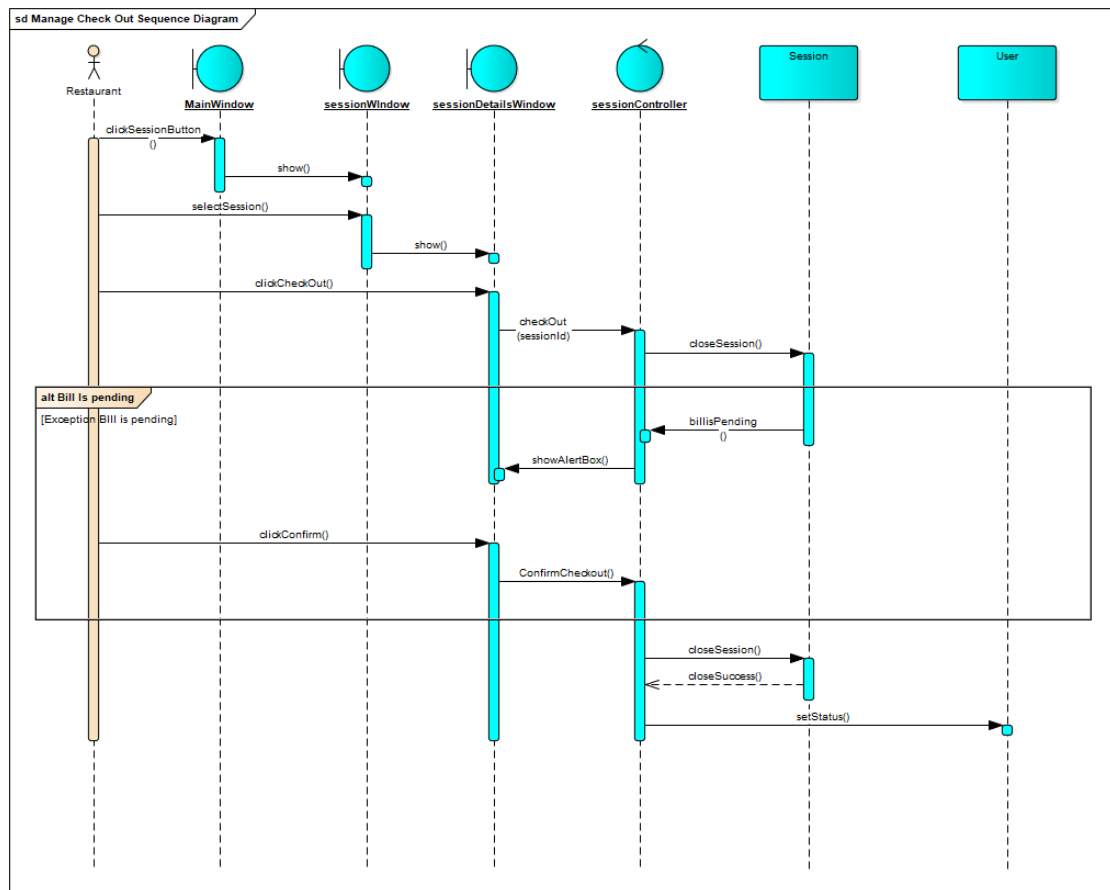 sd Manage Check Out Sequence Diagram
Restaurant
MainWindow
sessionWIndow
sessionDetailsWindow
sessionController
Session
User
clickSessionButton
()
show()
selectSession()
show()
clickCheckOut()
checkOut
(sessionId)
closeSession()
alt Bill Is pending
[Exception BIll is pending]
billisPending
()
showAlertBox()
clickConfirm()
ConfirmCheckout()
closeSession()
closeSuccess()
setStatus()